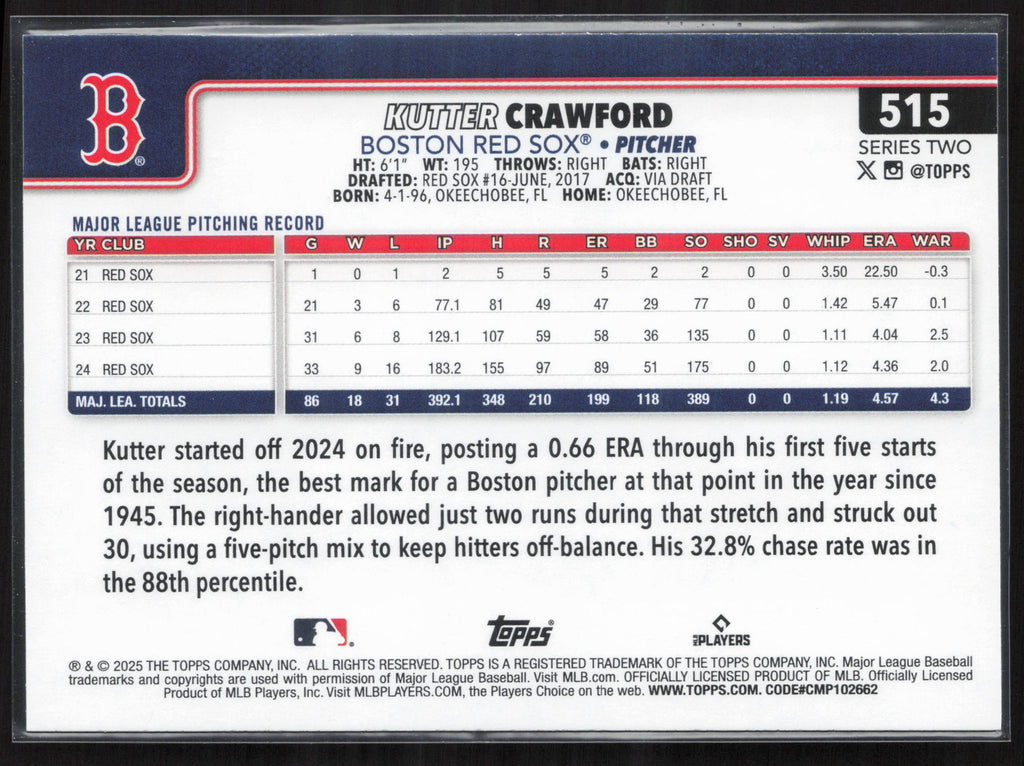 B®
KUTTER CRAWFORD
515
BOSTON RED SOX® • PITCHER
SERIES TWO
HT: 6'1" WT: 195 THROWS: RIGHT BATS: RIGHT
@TOPPS
DRAFTED: RED SOX #16-JUNE, 2017 ACQ: VIA DRAFT
BORN: 4-1-96, OKEECHOBEE, FL HOME: OKEECHOBEE, FL
MAJOR LEAGUE PITCHING RECORD
YR CLUB G W L IP H R ER BB SO SHO SV WHIP ERA WAR
21 RED SOX 1 0 1 2 5 5 5 2 2 0 0 3.50 22.50 -0.3
22 RED SOX 21 3 6 77.1 81 49 47 29 77 0 0 1.42 5.47 0.1
23 RED SOX 31 6 8 129.1 107 59 58 36 135 0 0 1.11 4.04 2.5
24 RED SOX 33 9 16 183.2 155 97 89 51 175 0 0 1.12 4.36 2.0
MAJ. LEA. TOTALS 86 18 31 392.1 348 210 199 118 389 0 0 1.19 4.57 4.3
Kutter started off 2024 on fire, posting a 0.66 ERA through his first five starts
of the season, the best mark for a Boston pitcher at that point in the year since
1945. The right-hander allowed just two runs during that stretch and struck out
30, using a five-pitch mix to keep hitters off-balance. His 32.8% chase rate was in
the 88th percentile.
Topps®
MLB PLAYERS
® & © 2025 THE TOPPS COMPANY, INC. ALL RIGHTS RESERVED. TOPPS IS A REGISTERED TRADEMARK OF THE TOPPS COMPANY, INC. Major League Baseball
trademarks and copyrights are used with permission of Major League Baseball. Visit MLB.com. OFFICIALLY LICENSED PRODUCT OF MLB. Officially Licensed
Product of MLB Players, Inc. Visit MLBPLAYERS.COM, the Players Choice on the web. WWW.TOPPS.COM. CODE#CMP102662